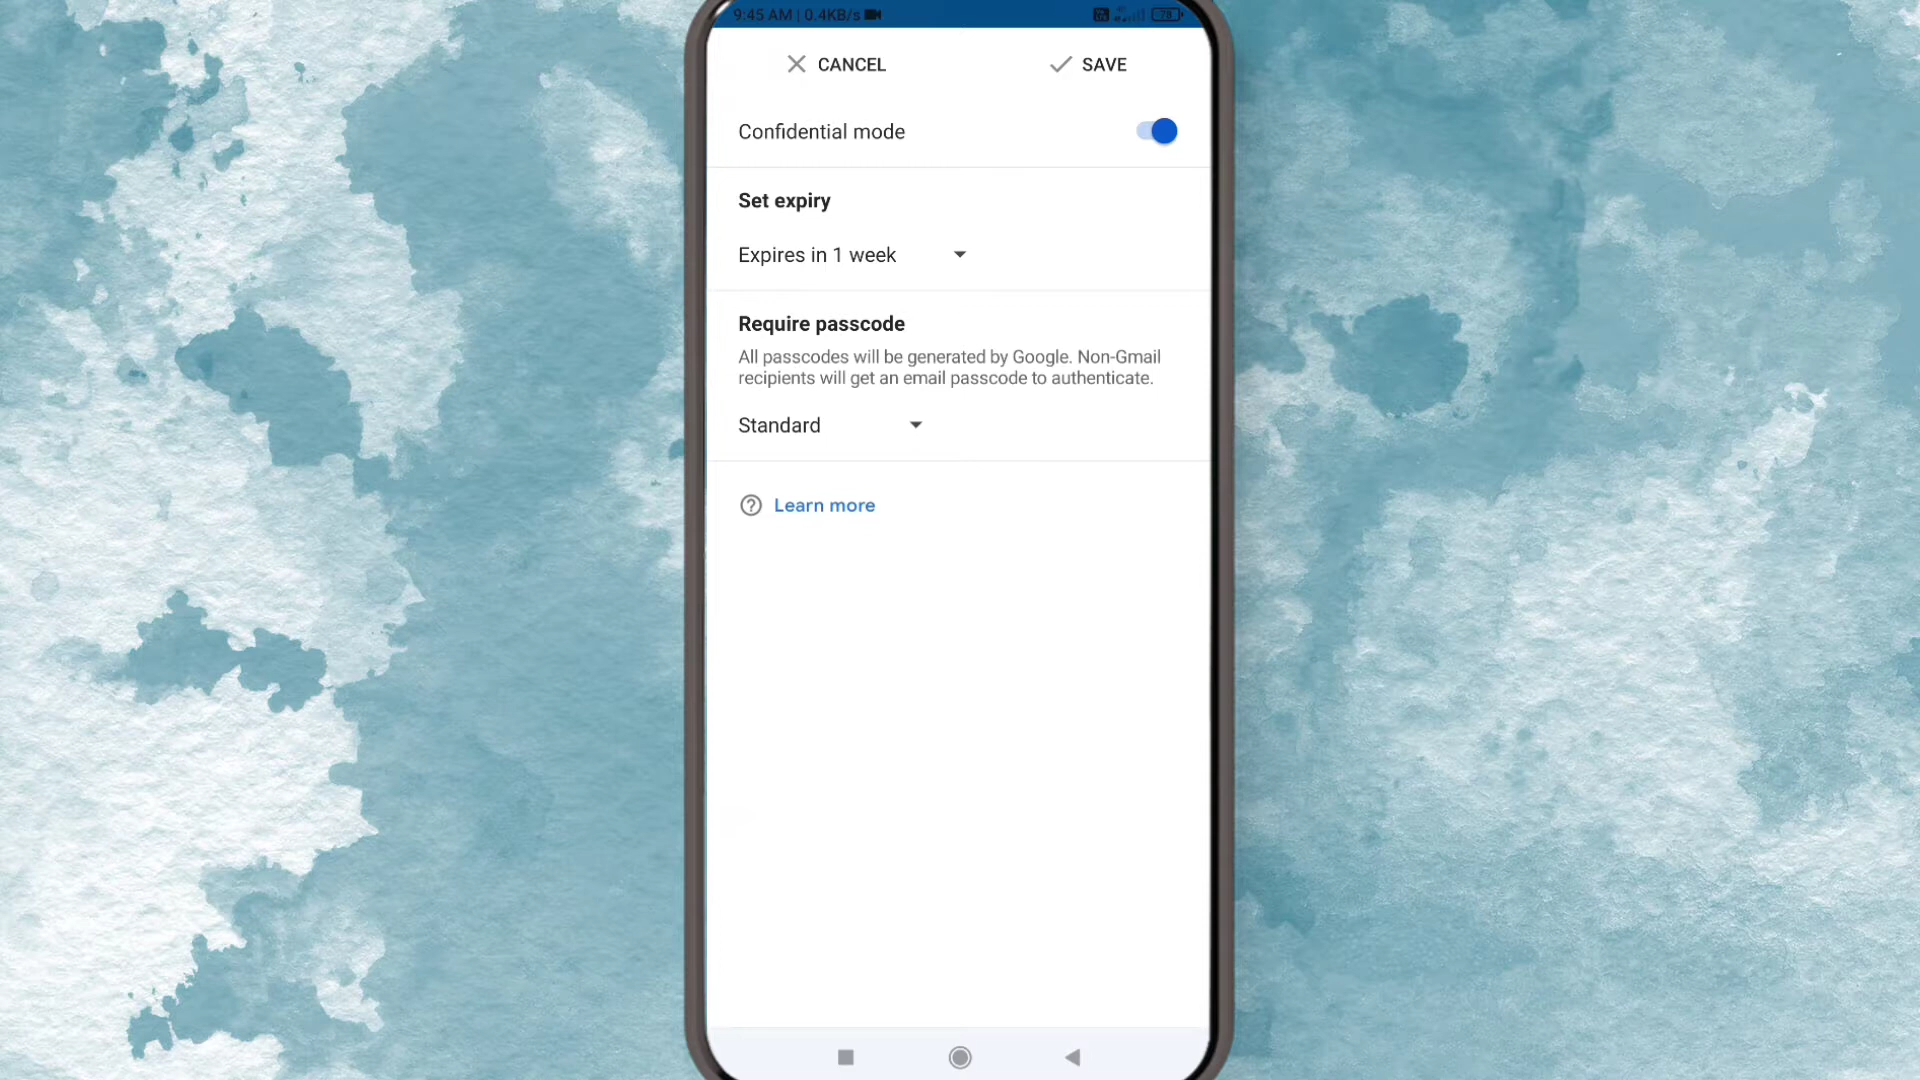 9:45 AM | 0.4KB/s
78
CANCEL
SAVE
Confidential mode
Set expiry
Expires in 1 week
Require passcode
All passcodes will be generated by Google. Non-Gmail
recipients will get an email passcode to authenticate.
Standard
Learn more